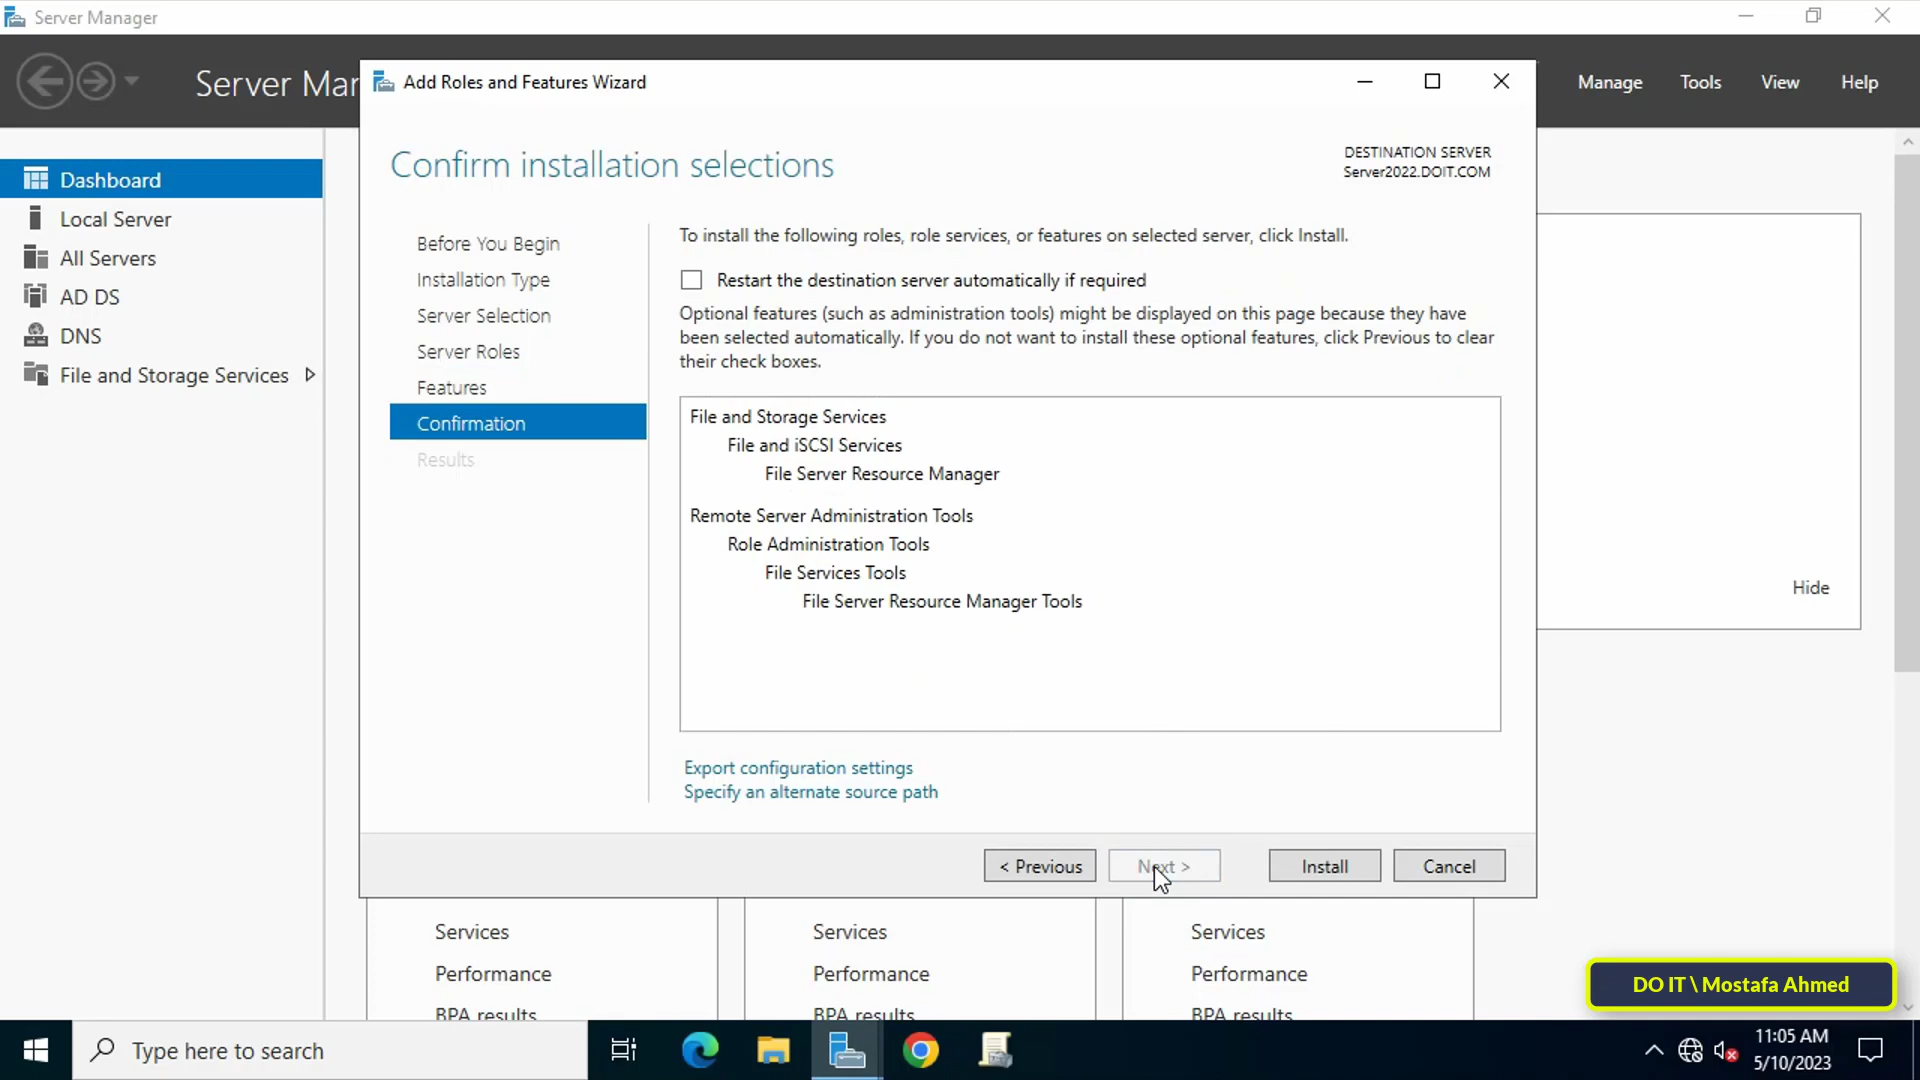 Server Manager
Server Mar
Manage
Tools
View
Help
Dashboard
Local Server
All Servers
AD DS
DNS
File and Storage Services
Add Roles and Features Wizard
Confirm installation selections
DESTINATION SERVER
Server2022.DOIT.COM
Before You Begin
Installation Type
Server Selection
Server Roles
Features
Confirmation
Results
To install the following roles, role services, or features on selected server, click Install.
Restart the destination server automatically if required
Optional features (such as administration tools) might be displayed on this page because they have
been selected automatically. If you do not want to install these optional features, click Previous to clear
their check boxes.
File and Storage Services
File and iSCSI Services
File Server Resource Manager
Remote Server Administration Tools
Role Administration Tools
File Services Tools
File Server Resource Manager Tools
Export configuration settings
Specify an alternate source path
< Previous
Next >
Install
Cancel
Hide
Services
Performance
BPA results
Services
Performance
BPA results
Services
Performance
BPA results
DO IT \ Mostafa Ahmed
Type here to search
11:05 AM
5/10/2023